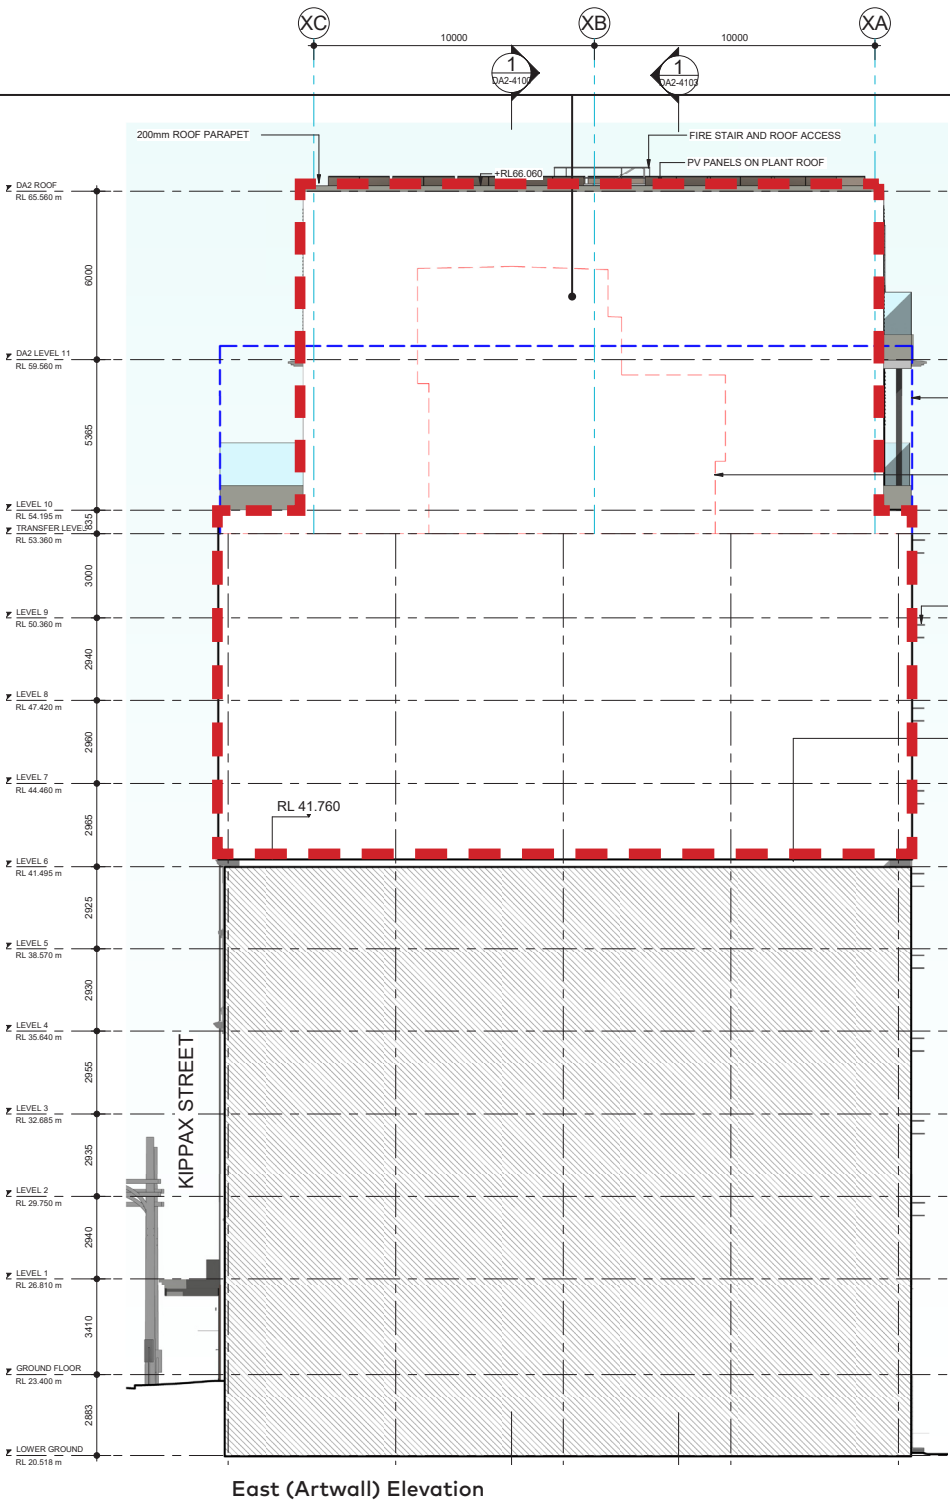 XC
XB
XA
10000
10000
1
DA2-4100
1
DA2-4103
200mm ROOF PARAPET
FIRE STAIR AND ROOF ACCESS
PV PANELS ON PLANT ROOF
+RL66.060
DA2 ROOF
RL 65.560 m
6000
DA2 LEVEL 11
RL 59.560 m
5365
LEVEL 10
RL 54.195 m
835
TRANSFER LEVEL
RL 53.360 m
3000
LEVEL 9
RL 50.360 m
2940
LEVEL 8
RL 47.420 m
2960
LEVEL 7
RL 44.460 m
2965
RL 41.760
LEVEL 6
RL 41.495 m
2925
LEVEL 5
RL 38.570 m
2930
LEVEL 4
RL 35.640 m
2955
KIPPAX STREET
LEVEL 3
RL 32.685 m
2935
LEVEL 2
RL 29.750 m
2940
LEVEL 1
RL 26.810 m
3410
GROUND FLOOR
RL 23.400 m
2883
LOWER GROUND
RL 20.518 m
East (Artwall) Elevation